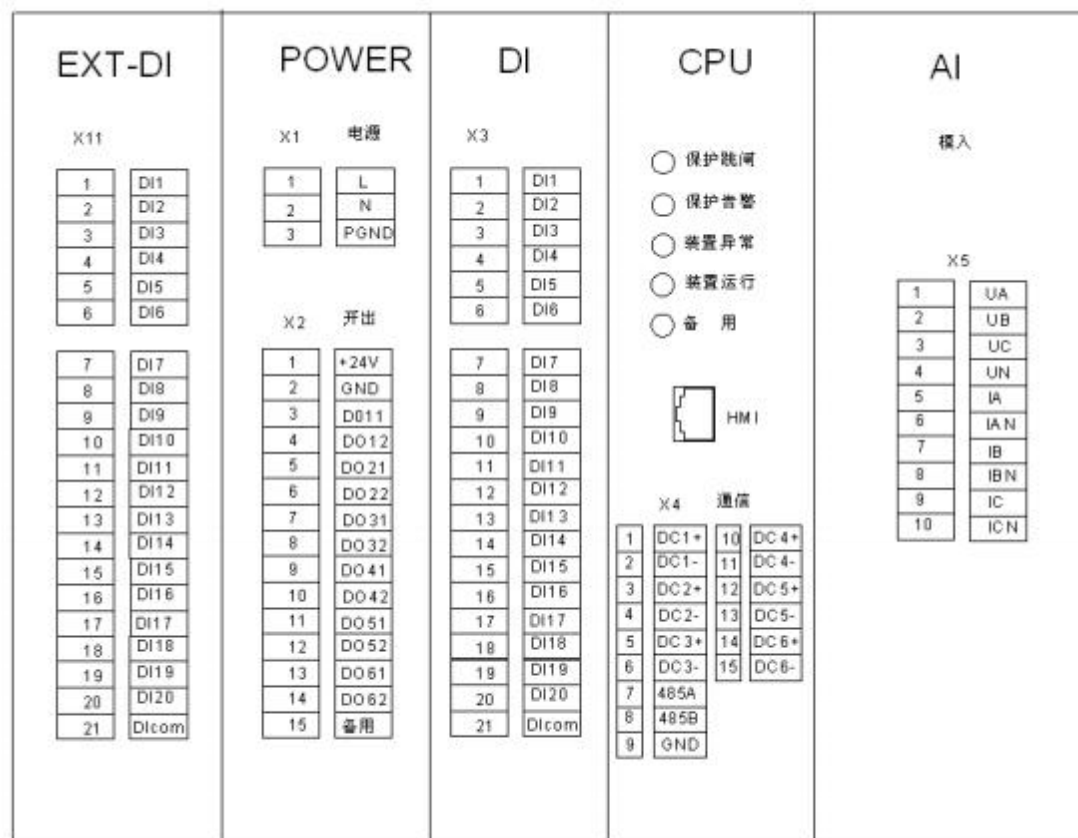 EXT-DI
X11
1 DI1
2 DI2
3 DI3
4 DI4
5 DI5
6 DI6
7 DI7
8 DI8
9 DI9
10 DI10
11 DI11
12 DI12
13 DI13
14 DI14
15 DI15
16 DI16
17 DI17
18 DI18
19 DI19
20 DI20
21 DIcom
POWER
X1 电源
1 L
2 N
3 PGND
X2 开出
1 +24V
2 GND
3 D011
4 DO12
5 DO21
6 DO22
7 DO31
8 DO32
9 DO41
10 DO42
11 DO51
12 DO52
13 DO61
14 DO62
15 备用
DI
X3
1 DI1
2 DI2
3 DI3
4 DI4
5 DI5
6 DI6
7 DI7
8 DI8
9 DI9
10 DI10
11 DI11
12 DI12
13 DI13
14 DI14
15 DI15
16 DI16
17 DI17
18 DI18
19 DI19
20 DI20
21 DIcom
CPU
保护跳闸
保护告警
装置异常
装置运行
备 用
HMI
X4 通信
1 DC1+ 10 DC4+
2 DC1- 11 DC4-
3 DC2+ 12 DC5+
4 DC2- 13 DC5-
5 DC3+ 14 DC6+
6 DC3- 15 DC6-
7 485A
8 485B
9 GND
AI
模入
X5
1 UA
2 UB
3 UC
4 UN
5 IA
6 IAN
7 IB
8 IBN
9 IC
10 ICN